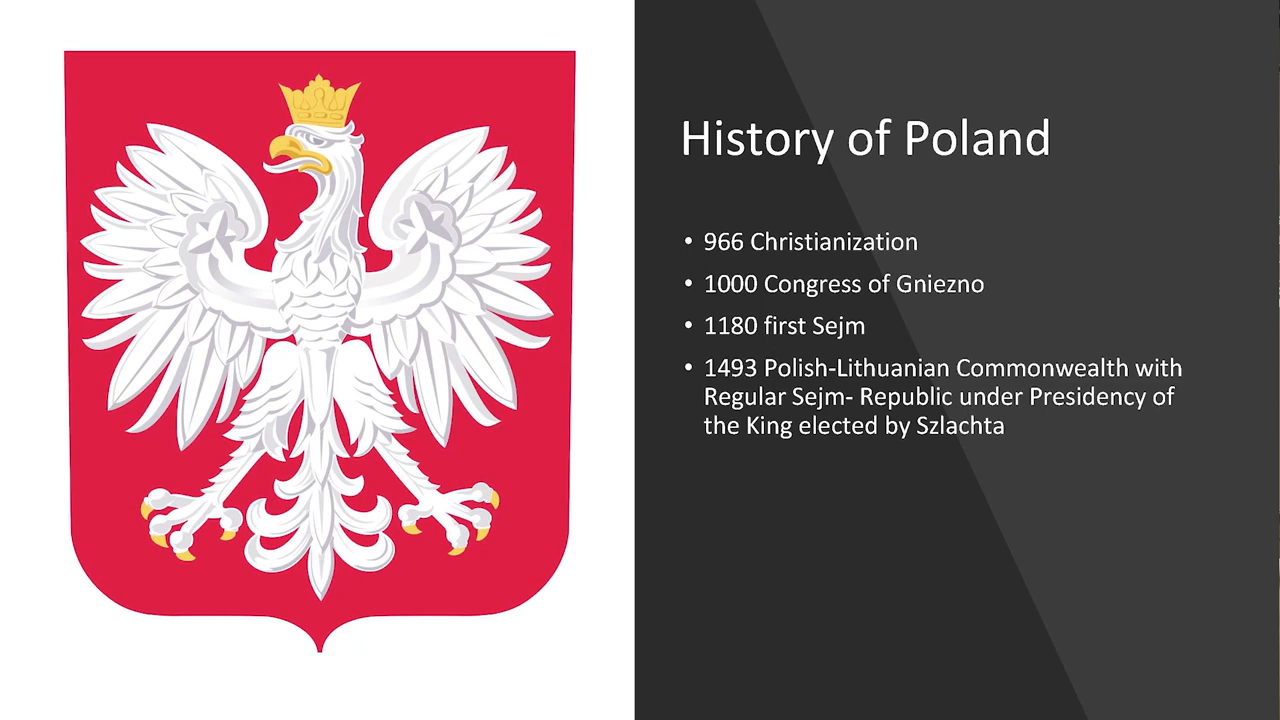 History of Poland
• 966 Christianization
• 1000 Congress of Gniezno
• 1180 first Sejm
• 1493 Polish-Lithuanian Commonwealth with
Regular Sejm- Republic under Presidency of
the King elected by Szlachta